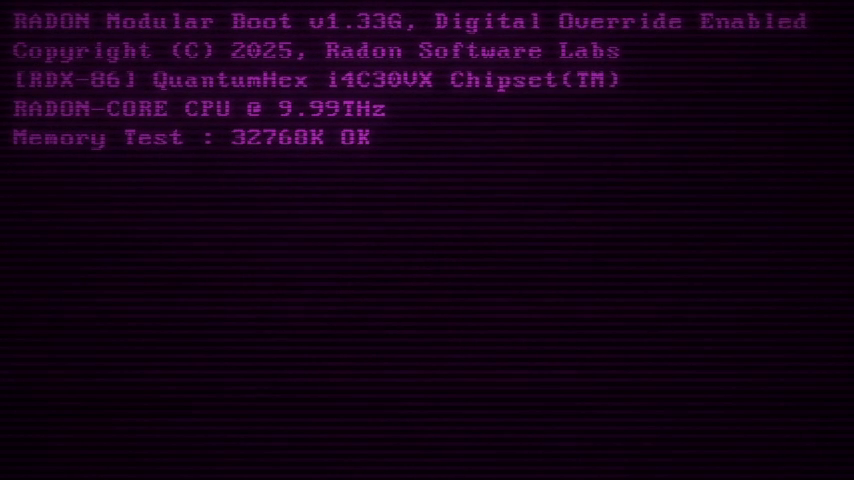 RADON Modular Boot v1.33G, Digital Override Enabled
Copyright (C) 2025, Radon Software Labs
[RDX-86] QuantumHex i4C30VX Chipset(TM)
RADON-CORE CPU @ 9.99THz
Memory Test : 32768K OK